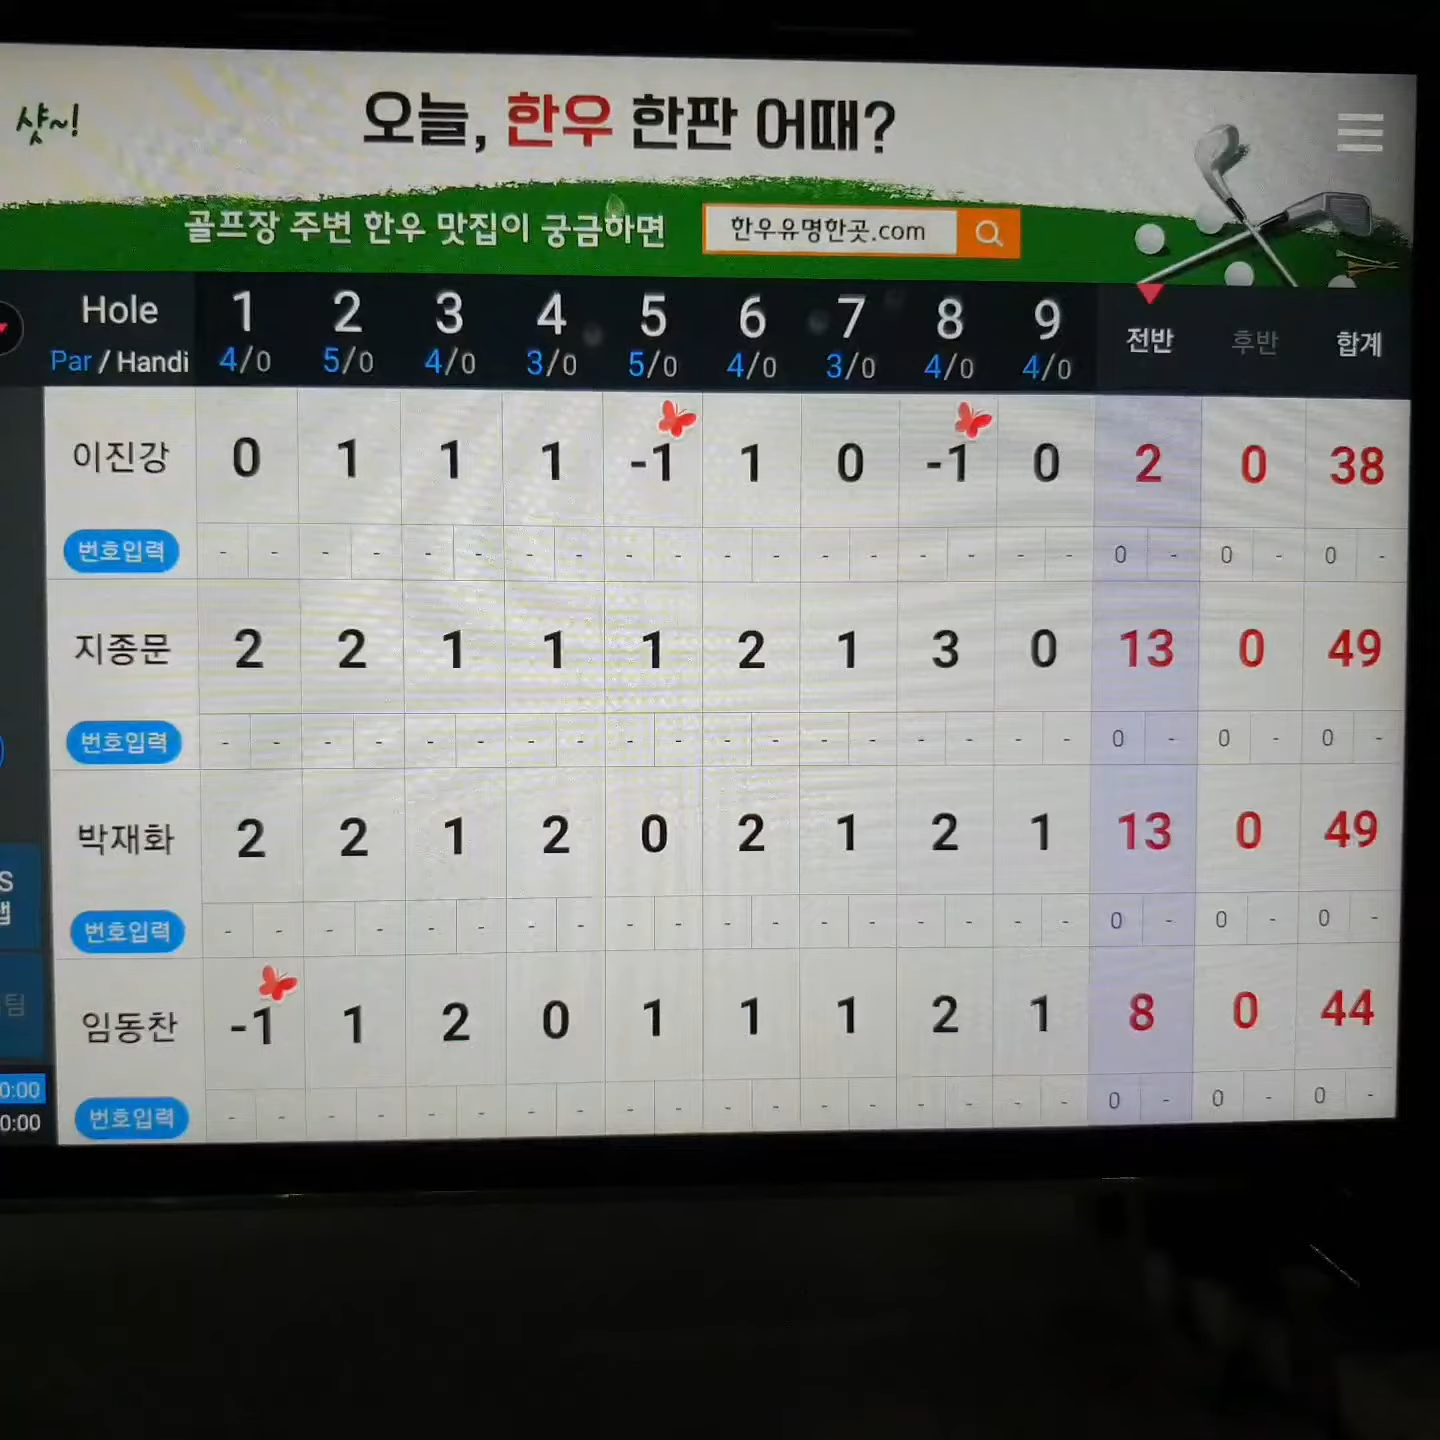 샷~!
오늘, 한우 한판 어때?
골프장 주변 한우 맛집이 궁금하면 한우유명한곳.com
Hole 1 2 3 4 5 6 7 8 9 전반 후반 합계
Par / Handi 4/0 5/0 4/0 3/0 5/0 4/0 3/0 4/0 4/0
이진강 0 1 1 1 -1 1 0 -1 0 2 0 38
번호입력 - - - - - - - - - - - - - - - - - - 0 - 0 - 0 -
지종문 2 2 1 1 1 2 1 3 0 13 0 49
번호입력 - - - - - - - - - - - - - - - - - - 0 - 0 - 0 -
박재화 2 2 1 2 0 2 1 2 1 13 0 49
번호입력 - - - - - - - - - - - - - - - - - - 0 - 0 - 0 -
임동찬 -1 1 2 0 1 1 1 2 1 8 0 44
번호입력 - - - - - - - - - - - - - - - - - - 0 - 0 - 0 -
S
맵
팀
0:00
0:00